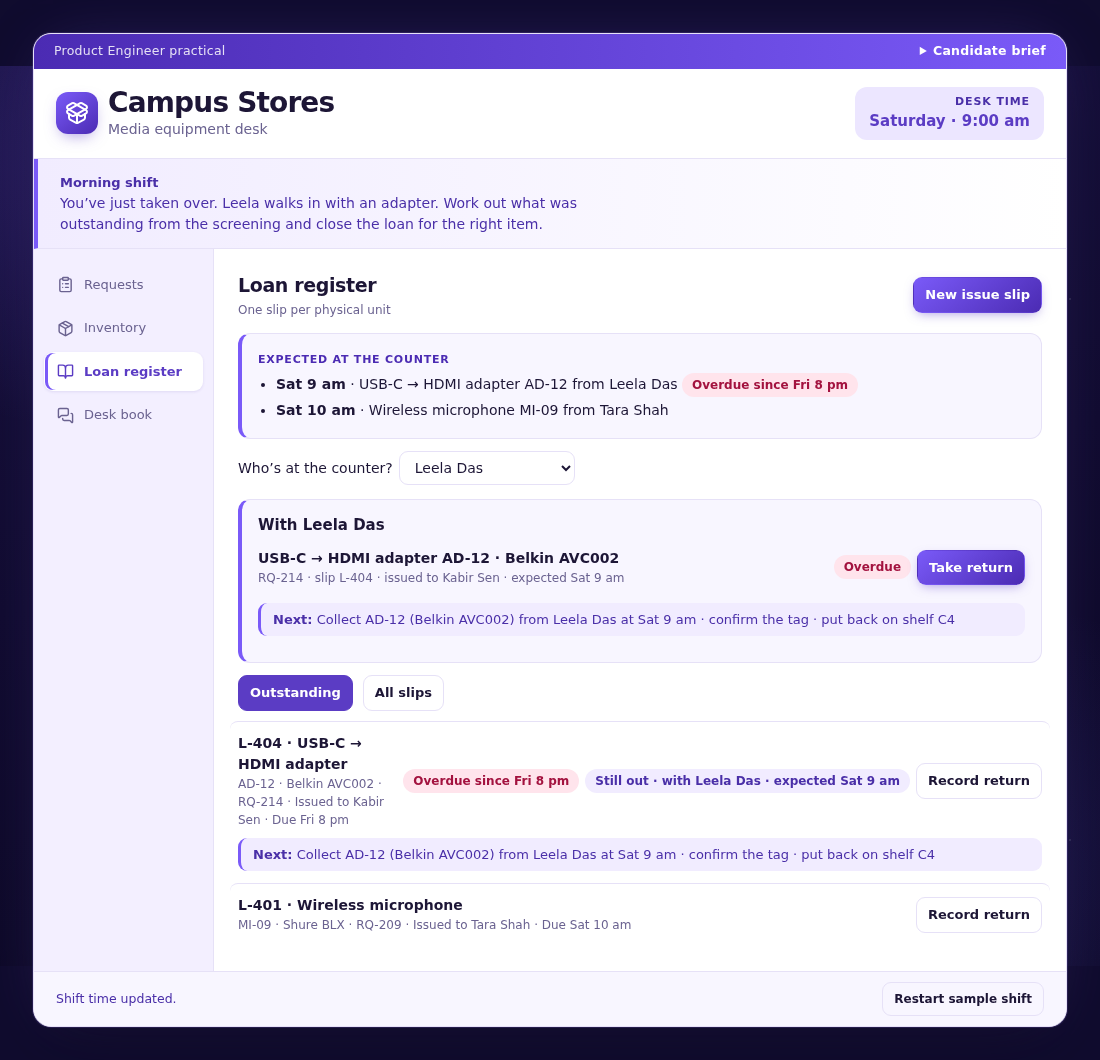 Product Engineer practical
▶ Candidate brief
Campus Stores
Media equipment desk
DESK TIME
Saturday · 9:00 am
Morning shift
You’ve just taken over. Leela walks in with an adapter. Work out what was
outstanding from the screening and close the loan for the right item.
Requests
Inventory
Loan register
Desk book
Loan register
One slip per physical unit
New issue slip
EXPECTED AT THE COUNTER
• Sat 9 am · USB-C → HDMI adapter AD-12 from Leela Das Overdue since Fri 8 pm
• Sat 10 am · Wireless microphone MI-09 from Tara Shah
Who’s at the counter? Leela Das
With Leela Das
USB-C → HDMI adapter AD-12 · Belkin AVC002
RQ-214 · slip L-404 · issued to Kabir Sen · expected Sat 9 am
Overdue
Take return
Next: Collect AD-12 (Belkin AVC002) from Leela Das at Sat 9 am · confirm the tag · put back on shelf C4
Outstanding
All slips
L-404 · USB-C →
HDMI adapter
AD-12 · Belkin AVC002 ·
RQ-214 · Issued to Kabir
Sen · Due Fri 8 pm
Overdue since Fri 8 pm
Still out · with Leela Das · expected Sat 9 am
Record return
Next: Collect AD-12 (Belkin AVC002) from Leela Das at Sat 9 am · confirm the tag · put back on shelf C4
L-401 · Wireless microphone
MI-09 · Shure BLX · RQ-209 · Issued to Tara Shah · Due Sat 10 am
Record return
Shift time updated.
Restart sample shift